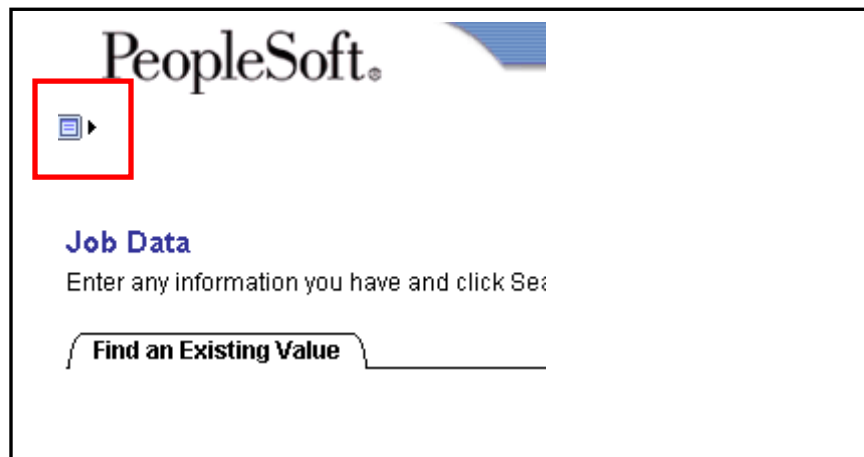 PeopleSoft®
Job Data
Enter any information you have and click Sea
Find an Existing Value